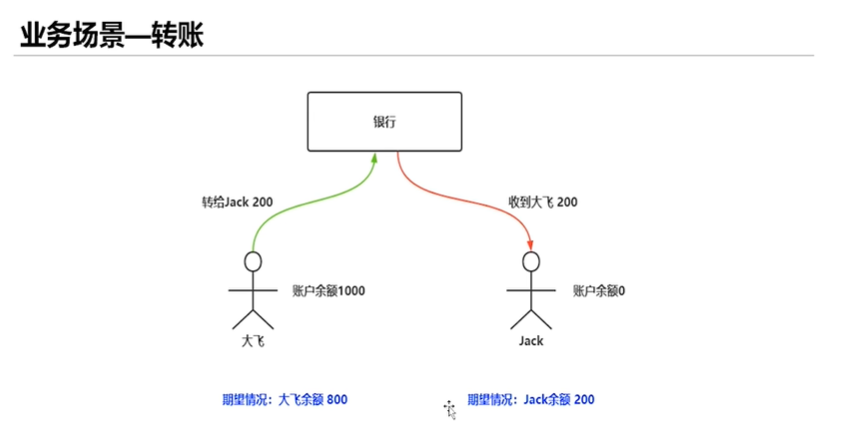 业务场景—转账
银行
转给Jack 200
收到大飞 200
账户余额1000
账户余额0
大飞
Jack
期望情况：大飞余额 800
期望情况：Jack余额 200